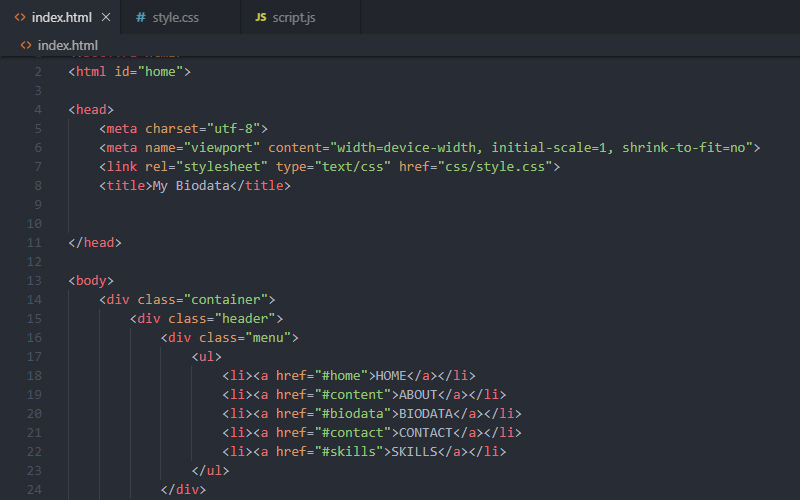 <> index.html × # style.css JS script.js
<> index.html
2 <html id="home">
3
4 <head>
5 <meta charset="utf-8">
6 <meta name="viewport" content="width=device-width, initial-scale=1, shrink-to-fit=no">
7 <link rel="stylesheet" type="text/css" href="css/style.css">
8 <title>My Biodata</title>
9
10
11 </head>
12
13 <body>
14 <div class="container">
15 <div class="header">
16 <div class="menu">
17 <ul>
18 <li><a href="#home">HOME</a></li>
19 <li><a href="#content">ABOUT</a></li>
20 <li><a href="#biodata">BIODATA</a></li>
21 <li><a href="#contact">CONTACT</a></li>
22 <li><a href="#skills">SKILLS</a></li>
23 </ul>
24 </div>